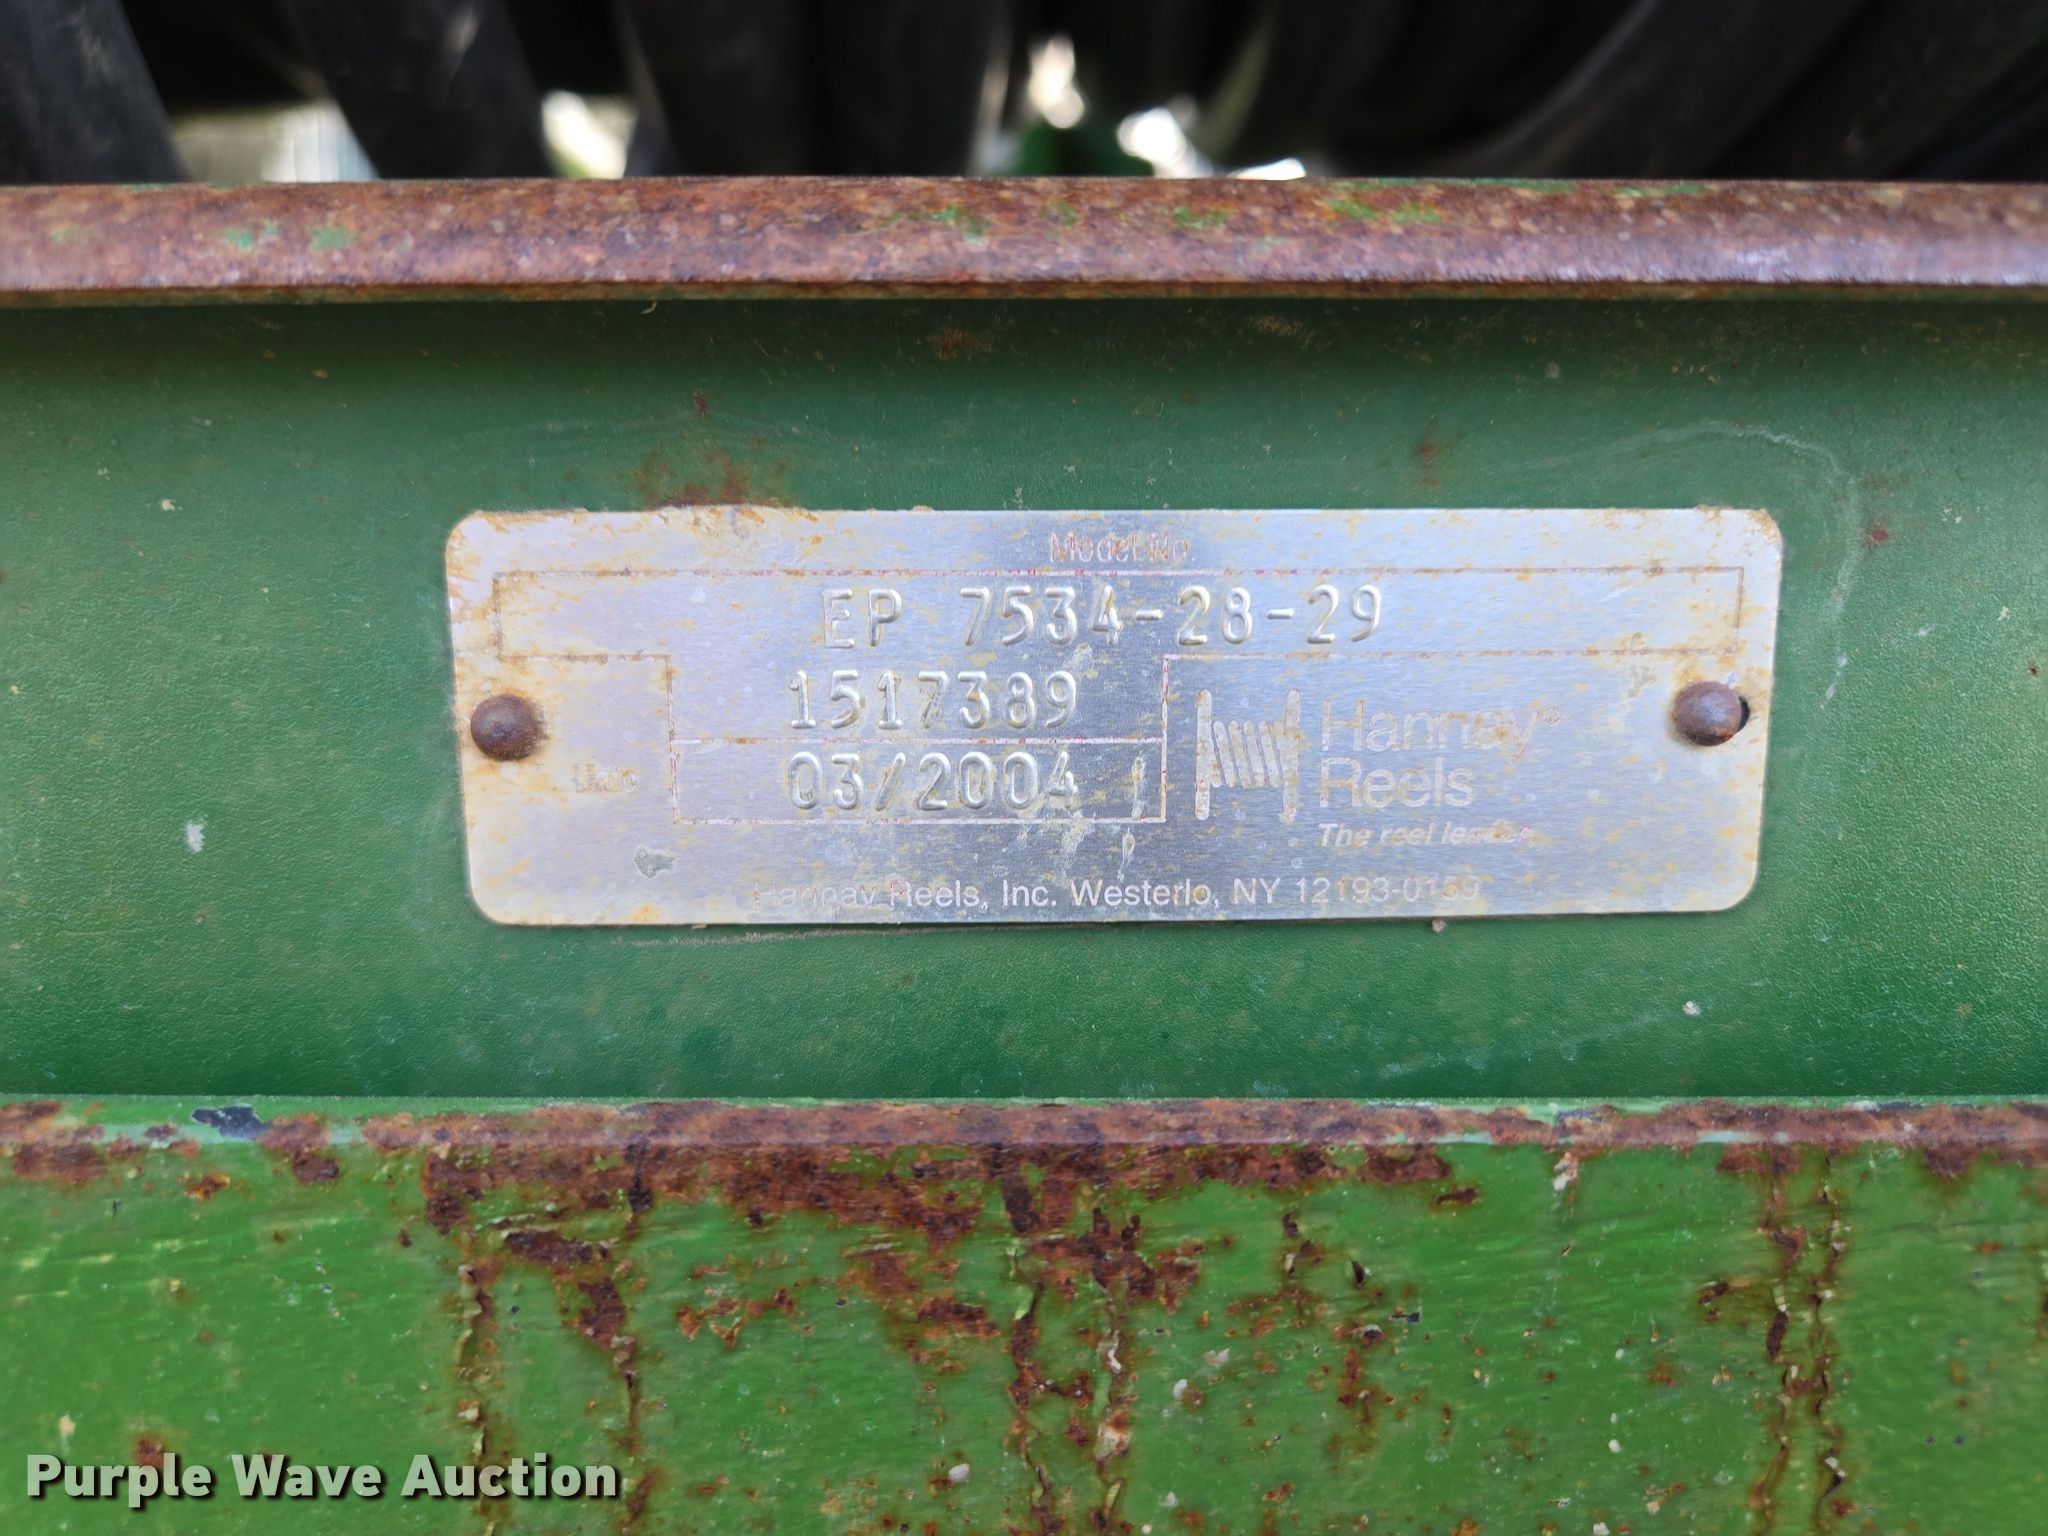 Model No.
EP 7534-28-29
1517389
Date
03/2004
Hannay®
Reels
The reel leader.
Hannay Reels, Inc. Westerlo, NY 12193-0159
Purple Wave Auction